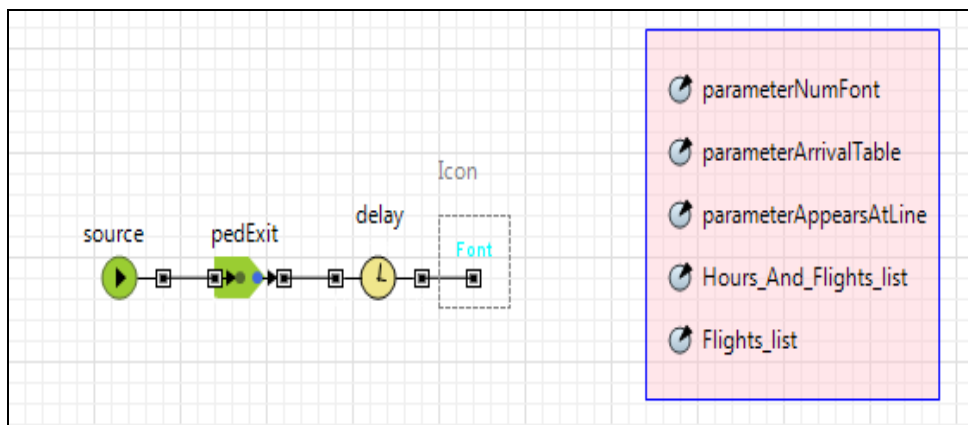 source
pedExit
delay
Icon
Font
parameterNumFont
parameterArrivalTable
parameterAppearsAtLine
Hours_And_Flights_list
Flights_list